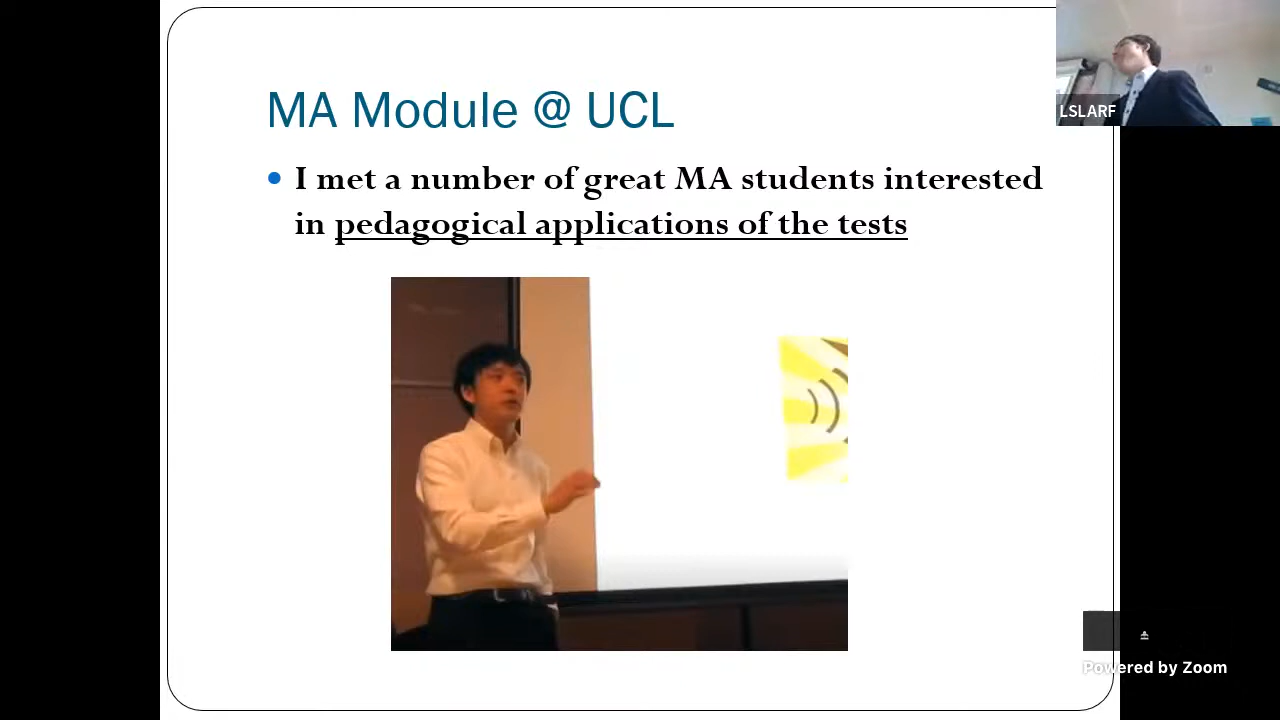 MA Module @ UCL
I met a number of great MA students interested
in pedagogical applications of the tests
LSLARF
Powered by Zoom